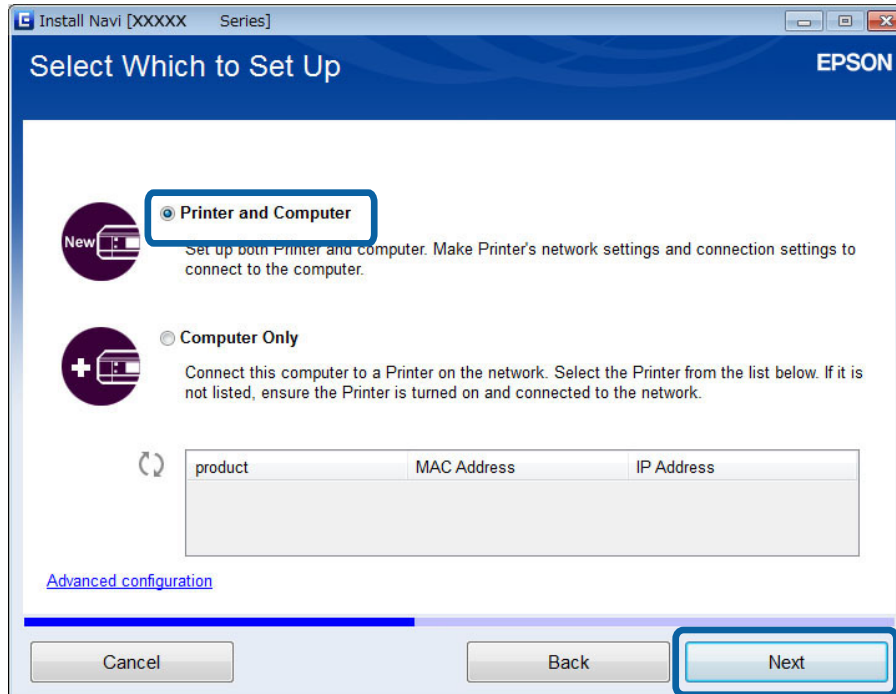 Install Navi [XXXXX Series]
Select Which to Set Up
EPSON
New
Printer and Computer
Set up both Printer and computer. Make Printer's network settings and connection settings to
connect to the computer.
Computer Only
Connect this computer to a Printer on the network. Select the Printer from the list below. If it is
not listed, ensure the Printer is turned on and connected to the network.
product MAC Address IP Address
Advanced configuration
Cancel Back Next